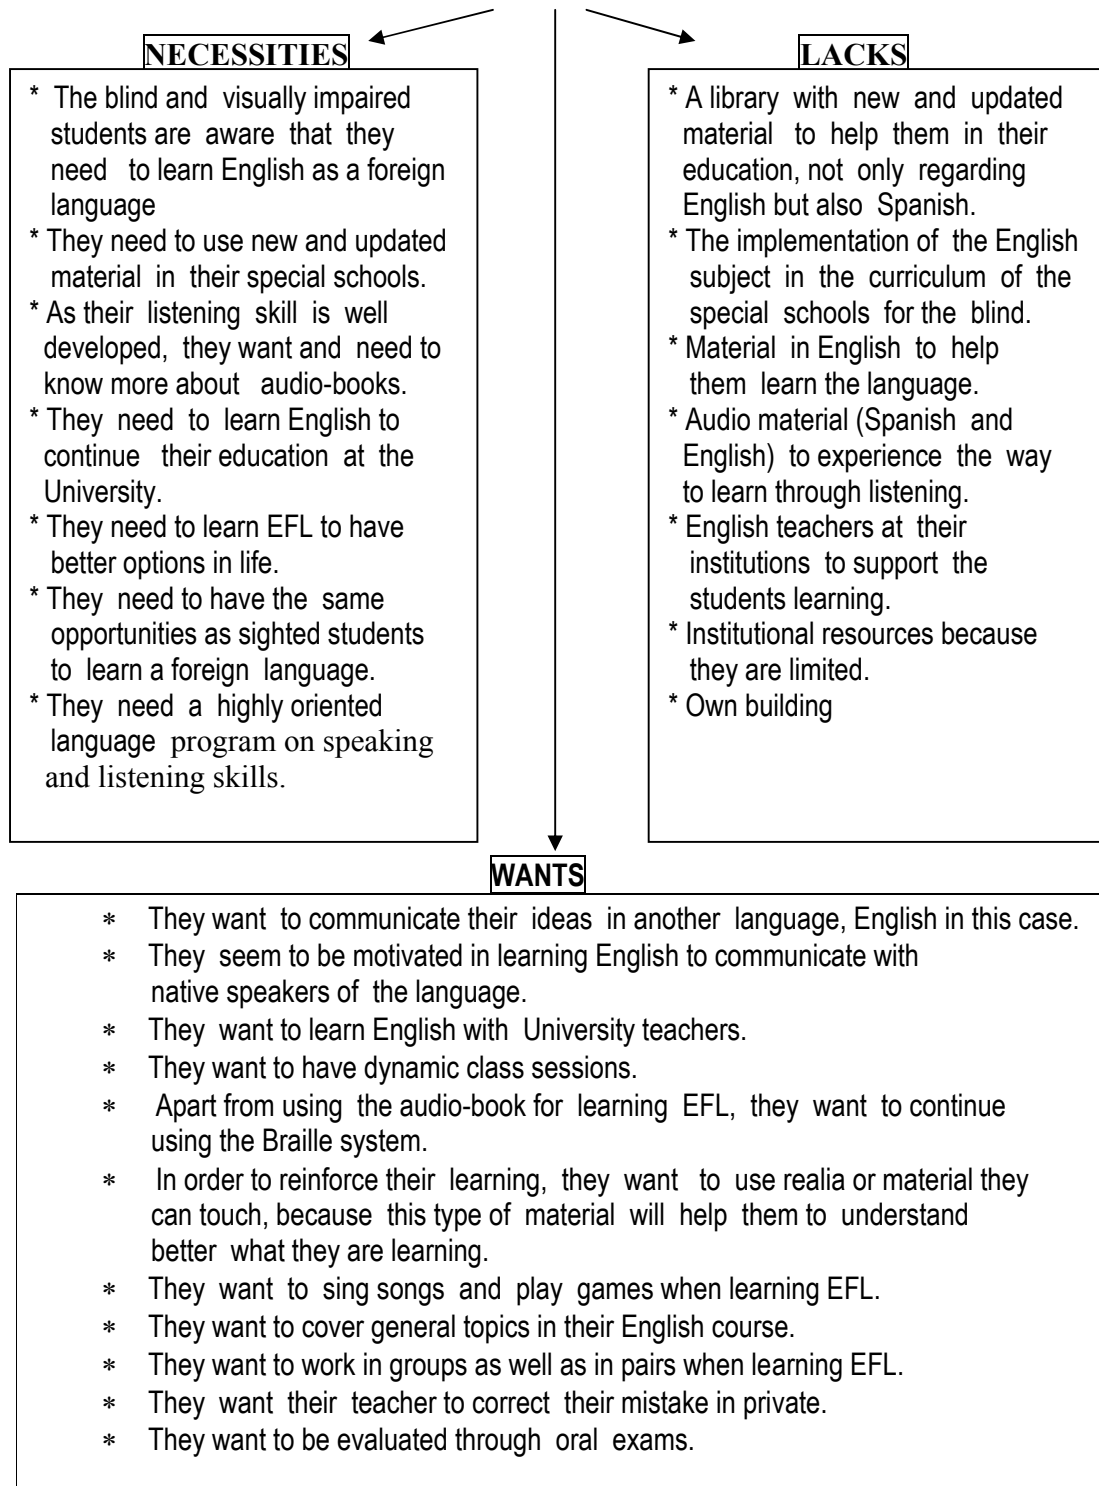 NECESSITIES
* The blind and visually impaired
students are aware that they
need to learn English as a foreign
language
* They need to use new and updated
material in their special schools.
* As their listening skill is well
developed, they want and need to
know more about audio-books.
* They need to learn English to
continue their education at the
University.
* They need to learn EFL to have
better options in life.
* They need to have the same
opportunities as sighted students
to learn a foreign language.
* They need a highly oriented
language program on speaking
and listening skills.
LACKS
* A library with new and updated
material to help them in their
education, not only regarding
English but also Spanish.
* The implementation of the English
subject in the curriculum of the
special schools for the blind.
* Material in English to help
them learn the language.
* Audio material (Spanish and
English) to experience the way
to learn through listening.
* English teachers at their
institutions to support the
students learning.
* Institutional resources because
they are limited.
* Own building
WANTS
* They want to communicate their ideas in another language, English in this case.
* They seem to be motivated in learning English to communicate with
native speakers of the language.
* They want to learn English with University teachers.
* They want to have dynamic class sessions.
* Apart from using the audio-book for learning EFL, they want to continue
using the Braille system.
* In order to reinforce their learning, they want to use realia or material they
can touch, because this type of material will help them to understand
better what they are learning.
* They want to sing songs and play games when learning EFL.
* They want to cover general topics in their English course.
* They want to work in groups as well as in pairs when learning EFL.
* They want their teacher to correct their mistake in private.
* They want to be evaluated through oral exams.